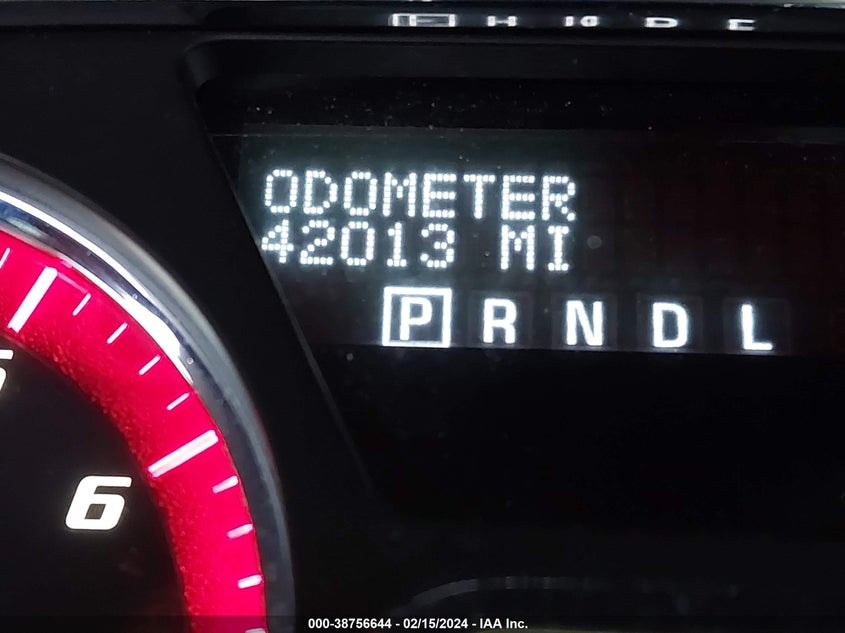 ODOMETER
42013 MI
P R N D L
6
000-38756644 - 02/15/2024 - IAA Inc.